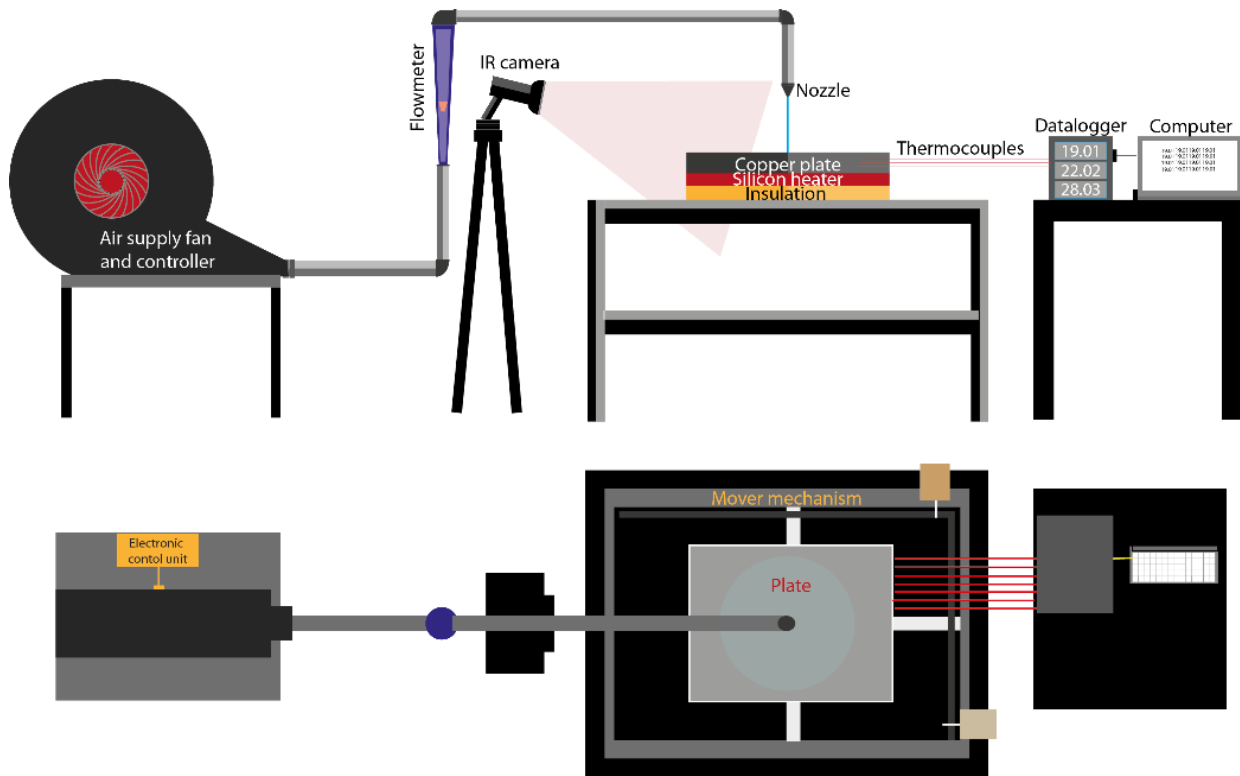 Flowmeter
IR camera
Nozzle
Datalogger
Computer
Thermocouples
19.01
22.02
28.03
Copper plate
Silicon heater
Insulation
Air supply fan
and controller
Mover mechanism
Electronic
contol unit
Plate